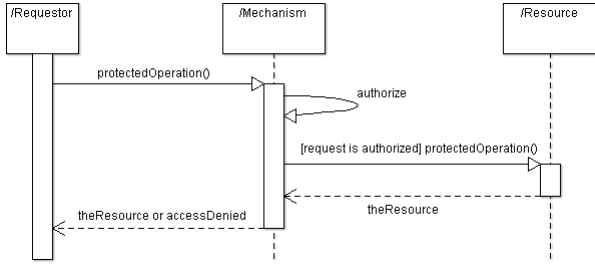 /Requestor
/Mechanism
/Resource
protectedOperation()
authorize
[request is authorized] protectedOperation()
theResource
theResource or accessDenied